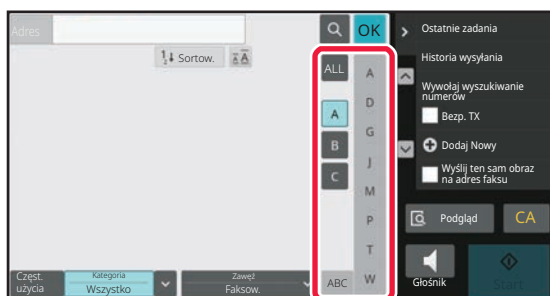 Adres
OK
Sortow.
ALL
A
B
C
A
D
G
J
M
P
T
W
ABC
Częst.
użycia
Kategoria
Wszystko
Zawęź
Faksow.
Ostatnie zadania
Historia wysyłania
Wywołaj wyszukiwanie
numerów
Bezp. TX
Dodaj Nowy
Wyślij ten sam obraz
na adres faksu
Podgląd
CA
Głośnik
Start